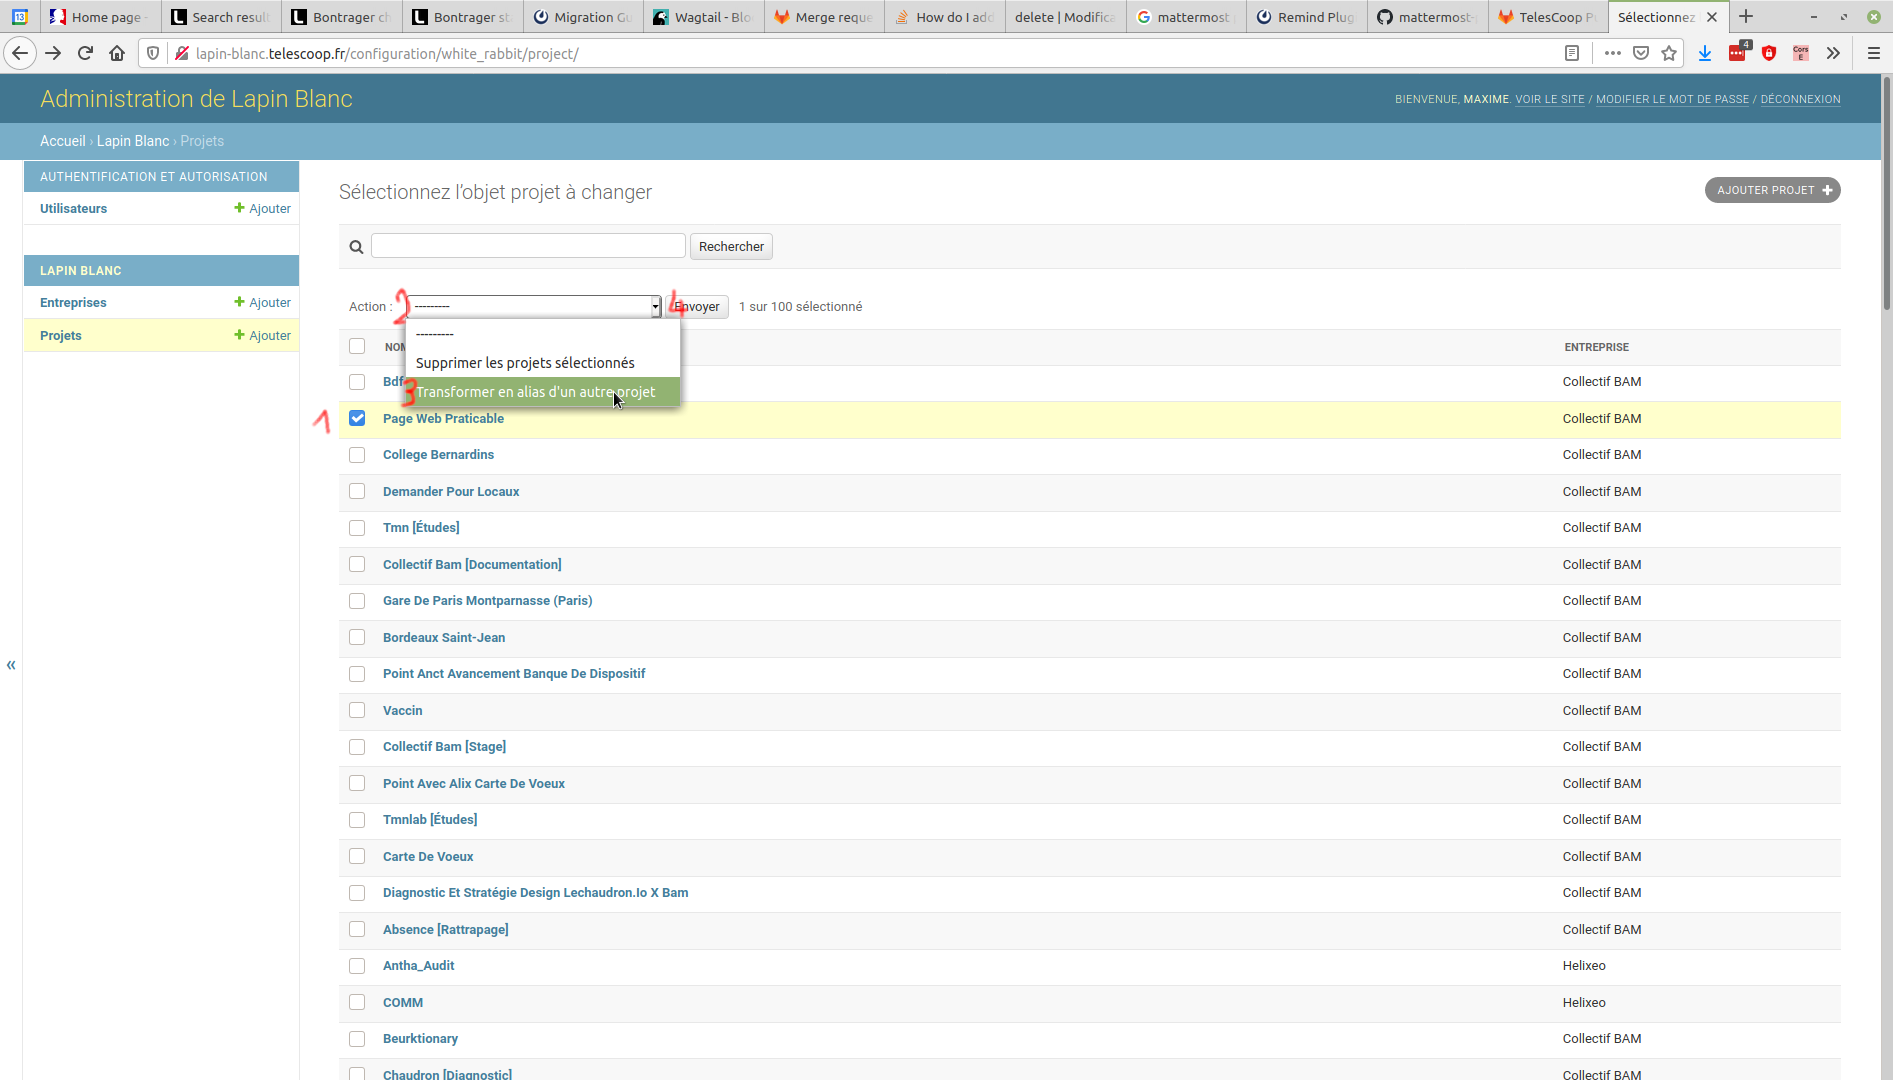 13 Home page - Search result Bontrager ch Bontrager st Migration Gu Wagtail - Blo Merge reque How do I add delete | Modifica mattermost Remind Plug mattermost- TelesCoop P Sélectionnez
lapin-blanc.telescoop.fr/configuration/white_rabbit/project/ 4 Cors E
Administration de Lapin Blanc
BIENVENUE, MAXIME. VOIR LE SITE / MODIFIER LE MOT DE PASSE / DÉCONNEXION
Accueil › Lapin Blanc › Projets
AUTHENTIFICATION ET AUTORISATION
Utilisateurs Ajouter
LAPIN BLANC
Entreprises Ajouter
Projets Ajouter
«
Sélectionnez l'objet projet à changer
AJOUTER PROJET
Rechercher
Action : 2 --------- 4 Envoyer 1 sur 100 sélectionné
---------
Supprimer les projets sélectionnés
3 Transformer en alias d'un autre projet
ENTREPRISE
Collectif BAM
1 Page Web Praticable Collectif BAM
College Bernardins Collectif BAM
Demander Pour Locaux Collectif BAM
Tmn [Études] Collectif BAM
Collectif Bam [Documentation] Collectif BAM
Gare De Paris Montparnasse (Paris) Collectif BAM
Bordeaux Saint-Jean Collectif BAM
Point Anct Avancement Banque De Dispositif Collectif BAM
Vaccin Collectif BAM
Collectif Bam [Stage] Collectif BAM
Point Avec Alix Carte De Voeux Collectif BAM
Tmnlab [Études] Collectif BAM
Carte De Voeux Collectif BAM
Diagnostic Et Stratégie Design Lechaudron.Io X Bam Collectif BAM
Absence [Rattrapage] Collectif BAM
Antha_Audit Helixeo
COMM Helixeo
Beurktionary Collectif BAM
Chaudron [Diagnostic] Collectif BAM